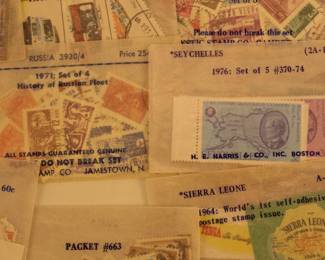 Please do not break this set
RUSSIA 3930/4 Price 25¢
1971; Set of 4
History of Russian Fleet
ALL STAMPS GUARANTEED GENUINE
DO NOT BREAK SET
AMP CO. JAMESTOWN, N
*SEYCHELLES (2A-1
1976: Set of 5 #370-74
H. E. HARRIS & CO., INC. BOSTON
60c
*SIERRA LEONE A-
1964: World's 1st self-adhesive
postage stamp issue.
SIERRA LEONE
PACKET #663